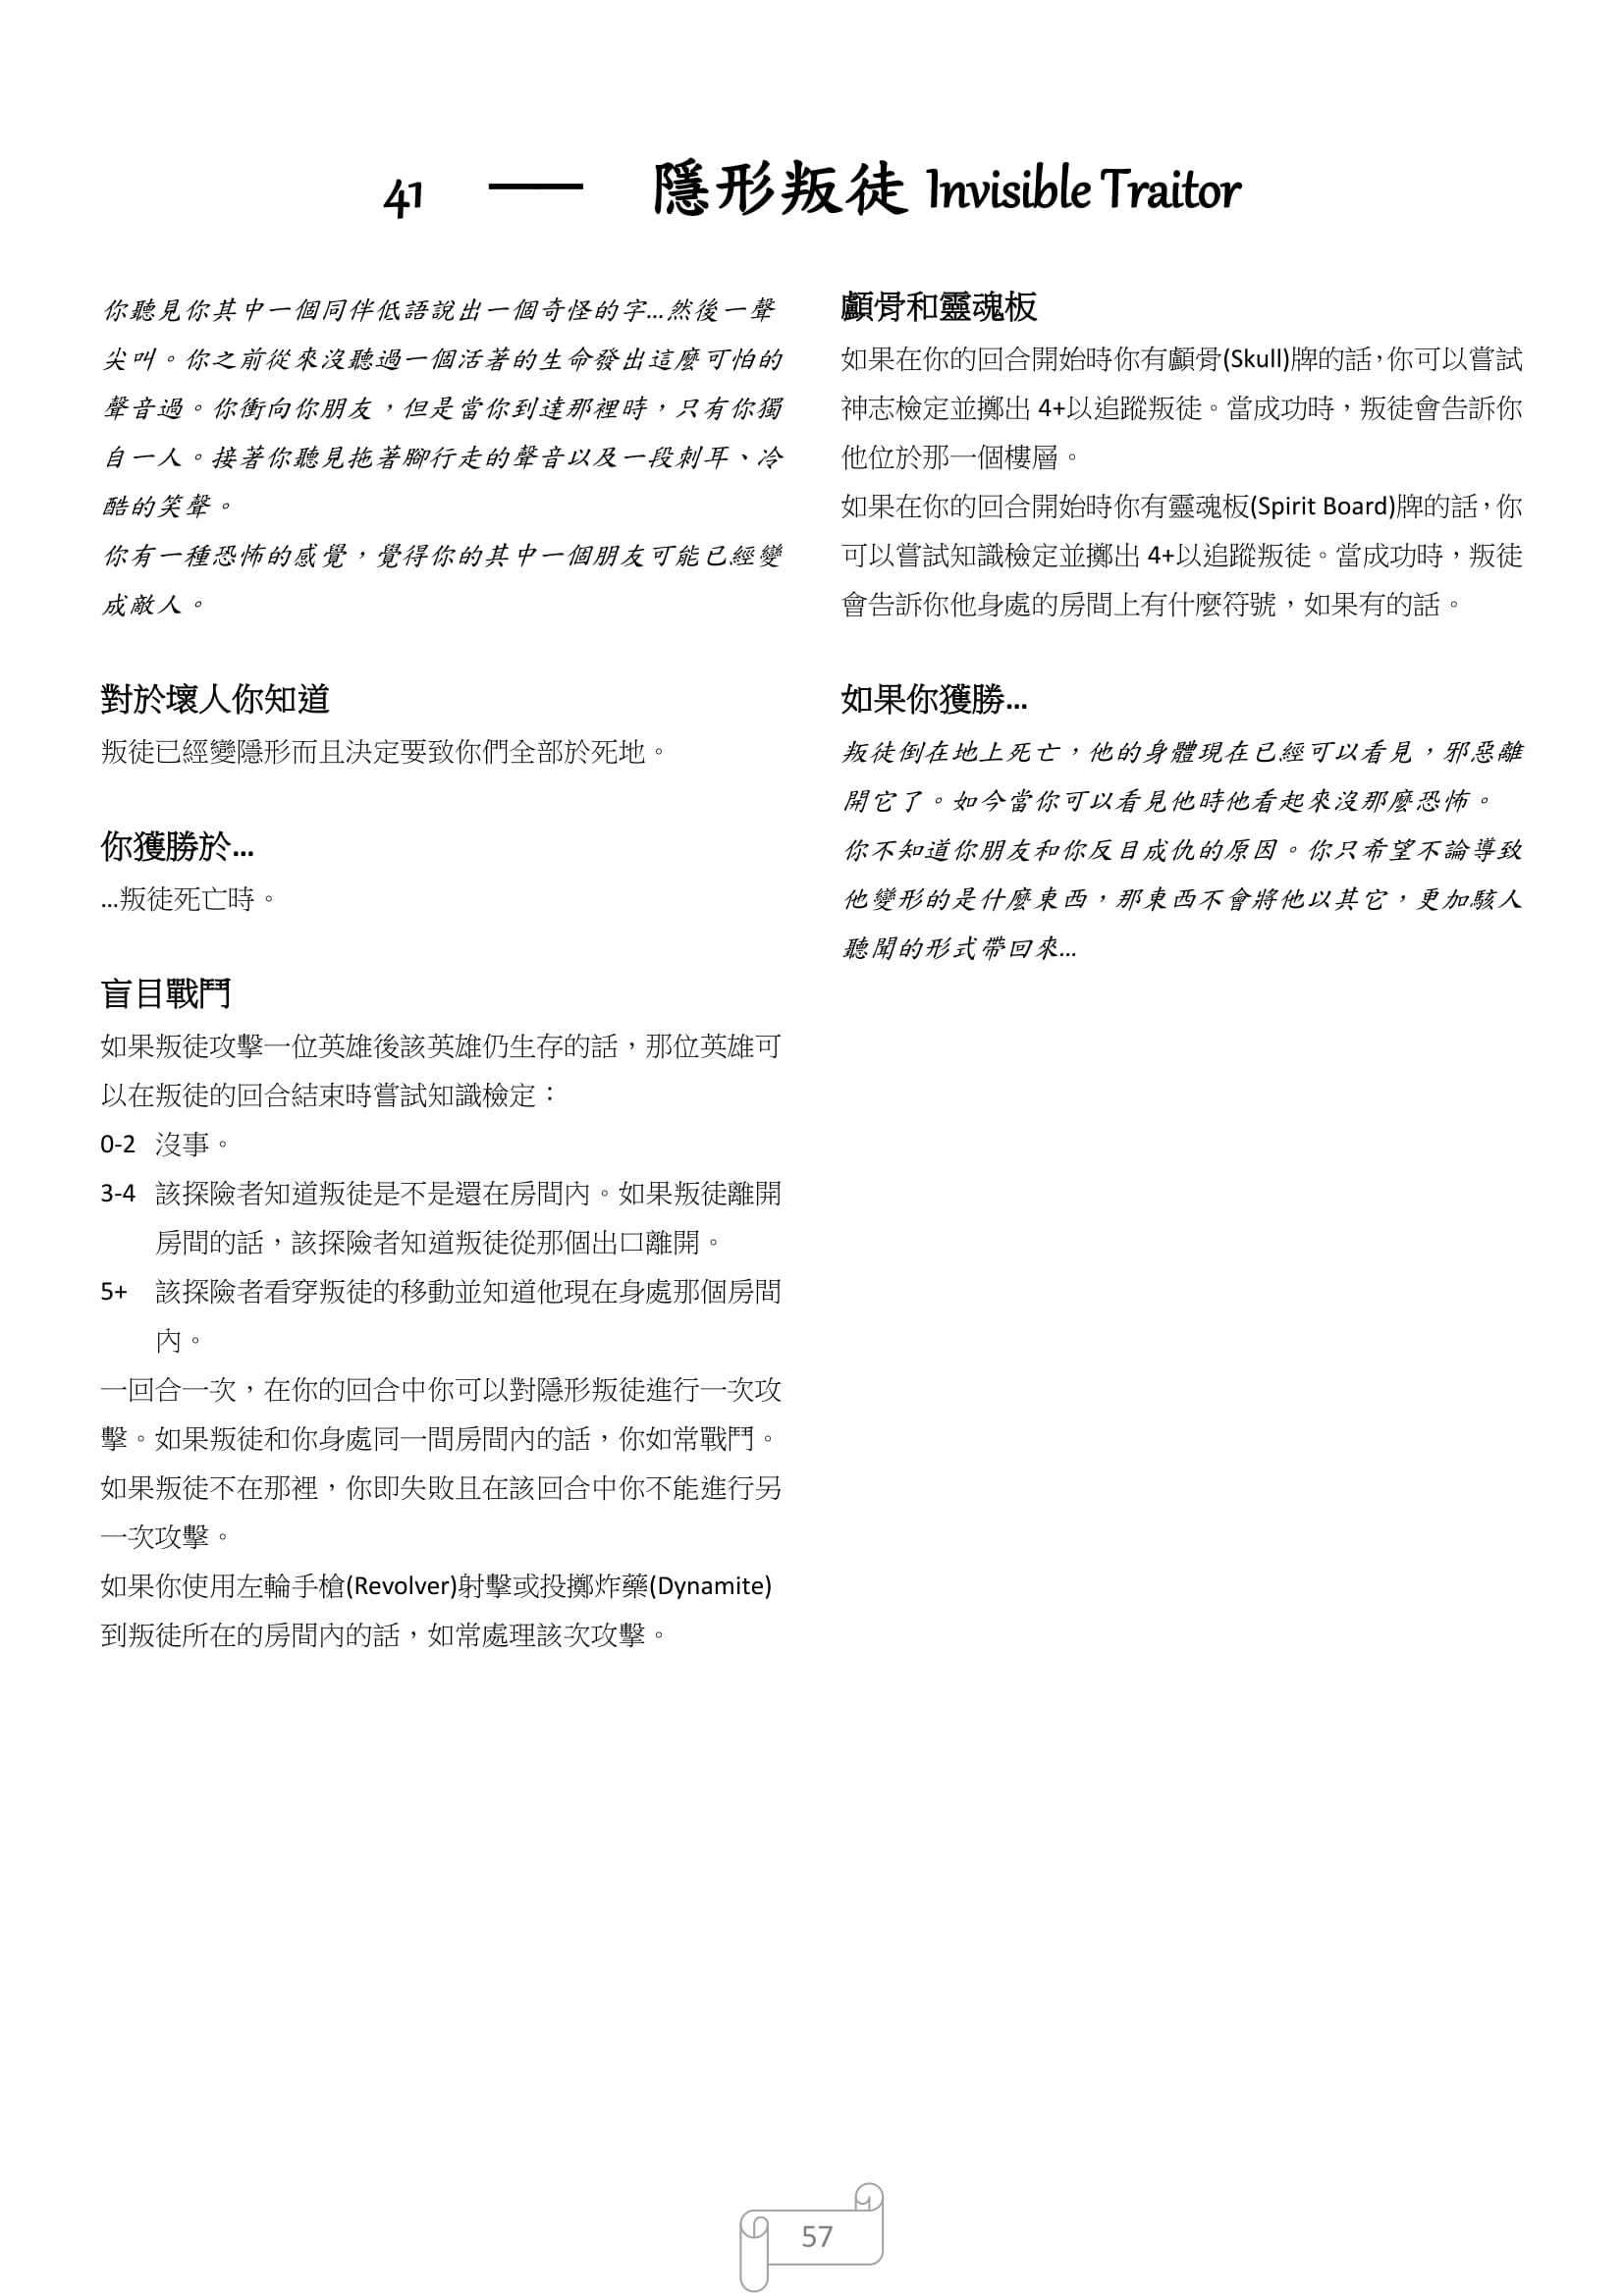 41 — 隱形叛徒 Invisible Traitor
你聽見你其中一個同伴低語說出一個奇怪的字…然後一聲
尖叫。你之前從來沒聽過一個活著的生命發出這麼可怕的
聲音過。你衝向你朋友，但是當你到達那裡時，只有你獨
自一人。接著你聽見拖著腳行走的聲音以及一段刺耳、冷
酷的笑聲。
你有一種恐怖的感覺，覺得你的其中一個朋友可能已經變
成敵人。
對於壞人你知道
叛徒已經變隱形而且決定要致你們全部於死地。
你獲勝於…
…叛徒死亡時。
盲目戰鬥
如果叛徒攻擊一位英雄後該英雄仍生存的話，那位英雄可
以在叛徒的回合結束時嘗試知識檢定：
0-2 沒事。
3-4 該探險者知道叛徒是不是還在房間內。如果叛徒離開
房間的話，該探險者知道叛徒從那個出口離開。
5+ 該探險者看穿叛徒的移動並知道他現在身處那個房間
內。
一回合一次，在你的回合中你可以對隱形叛徒進行一次攻
擊。如果叛徒和你身處同一間房間內的話，你如常戰鬥。
如果叛徒不在那裡，你即失敗且在該回合中你不能進行另
一次攻擊。
如果你使用左輪手槍(Revolver)射擊或投擲炸藥(Dynamite)
到叛徒所在的房間內的話，如常處理該次攻擊。
顱骨和靈魂板
如果在你的回合開始時你有顱骨(Skull)牌的話，你可以嘗試
神志檢定並擲出 4+以追蹤叛徒。當成功時，叛徒會告訴你
他位於那一個樓層。
如果在你的回合開始時你有靈魂板(Spirit Board)牌的話，你
可以嘗試知識檢定並擲出 4+以追蹤叛徒。當成功時，叛徒
會告訴你他身處的房間上有什麼符號，如果有的話。
如果你獲勝…
叛徒倒在地上死亡，他的身體現在已經可以看見，邪惡離
開它了。如今當你可以看見他時他看起來沒那麼恐怖。
你不知道你朋友和你反目成仇的原因。你只希望不論導致
他變形的是什麼東西，那東西不會將他以其它，更加駭人
聽聞的形式帶回來…
57